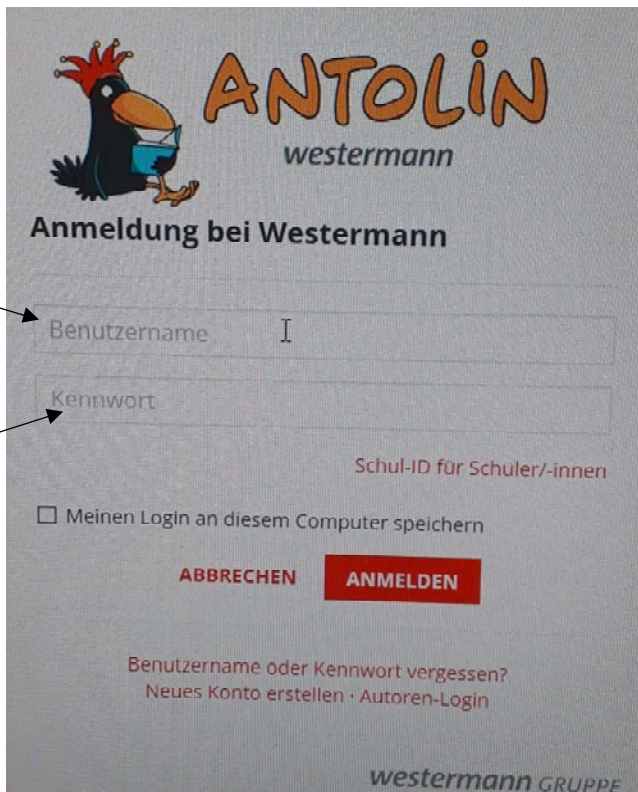 ANTOLIN
westermann
Anmeldung bei Westermann
Benutzername
Kennwort
Schul-ID für Schüler/-innen
Meinen Login an diesem Computer speichern
ABBRECHEN ANMELDEN
Benutzername oder Kennwort vergessen?
Neues Konto erstellen · Autoren-Login
westermann GRUPPE